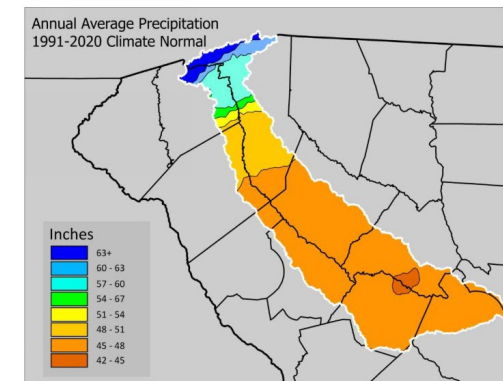 Annual Average Precipitation
1991-2020 Climate Normal
Inches
63+
60 - 63
57 - 60
54 - 67
51 - 54
48 - 51
45 - 48
42 - 45